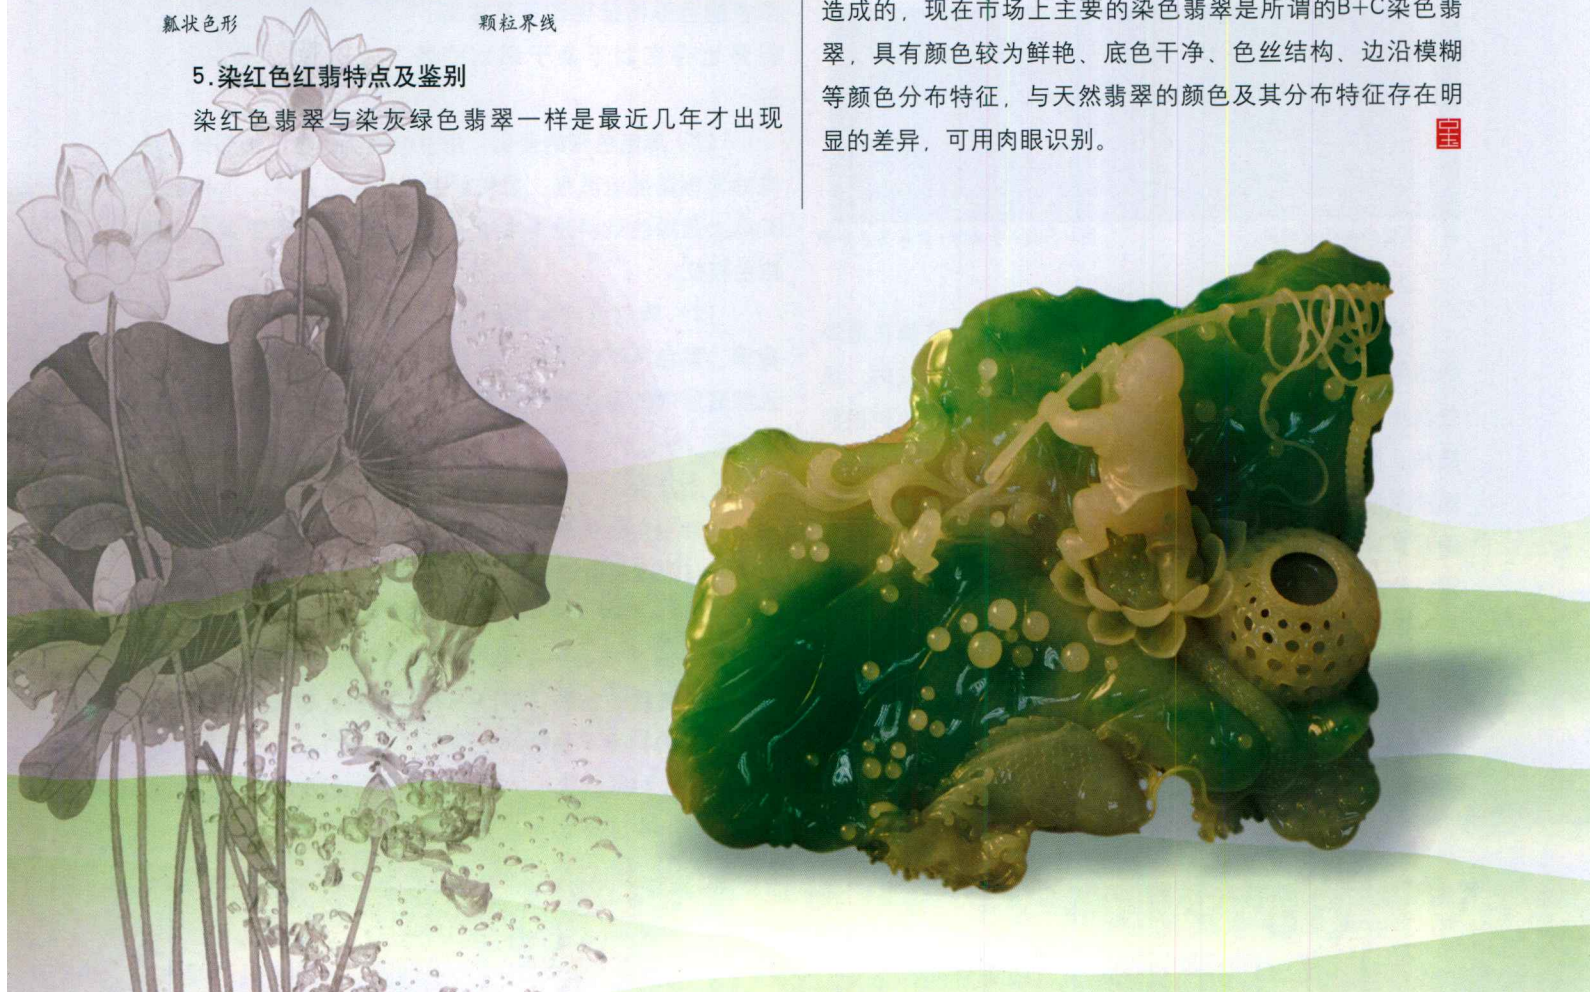 瓢状色形
颗粒界线
5.染红色红翡特点及鉴别
染红色翡翠与染灰绿色翡翠一样是最近几年才出现
造成的，现在市场上主要的染色翡翠是所谓的B+C染色翡
翠，具有颜色较为鲜艳、底色干净、色丝结构、边沿模糊
等颜色分布特征，与天然翡翠的颜色及其分布特征存在明
显的差异，可用肉眼识别。